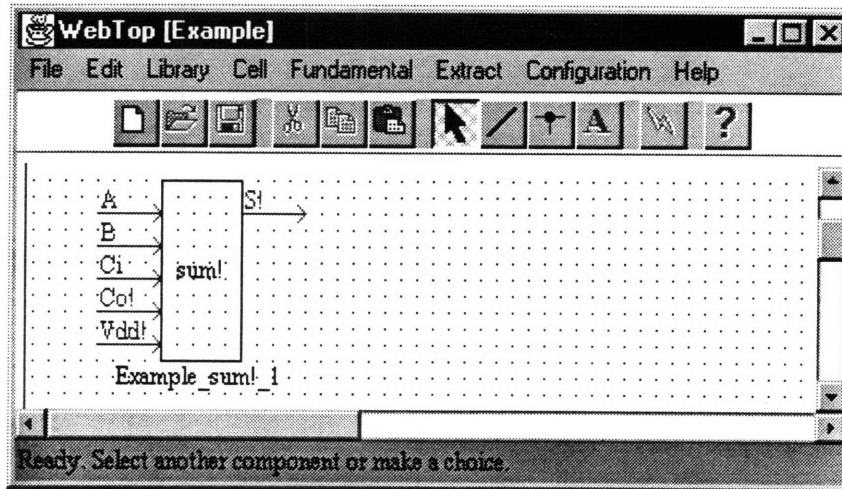 WebTop [Example]
File Edit Library Cell Fundamental Extract Configuration Help
A ?
A S!
B
Ci sum!
Co!
Vdd!
Example_sum!_1
Ready. Select another component or make a choice.